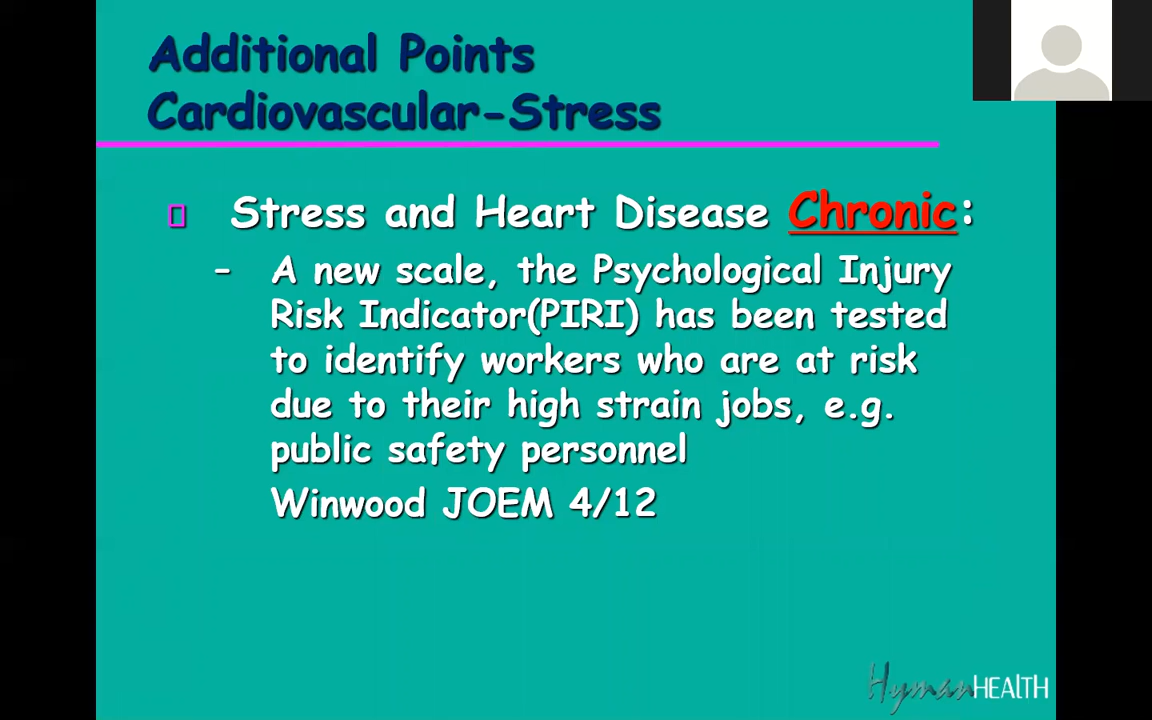 Additional Points
Cardiovascular-Stress
Stress and Heart Disease Chronic:
- A new scale, the Psychological Injury
Risk Indicator(PIRI) has been tested
to identify workers who are at risk
due to their high strain jobs, e.g.
public safety personnel
Winwood JOEM 4/12
HymanHEALTH